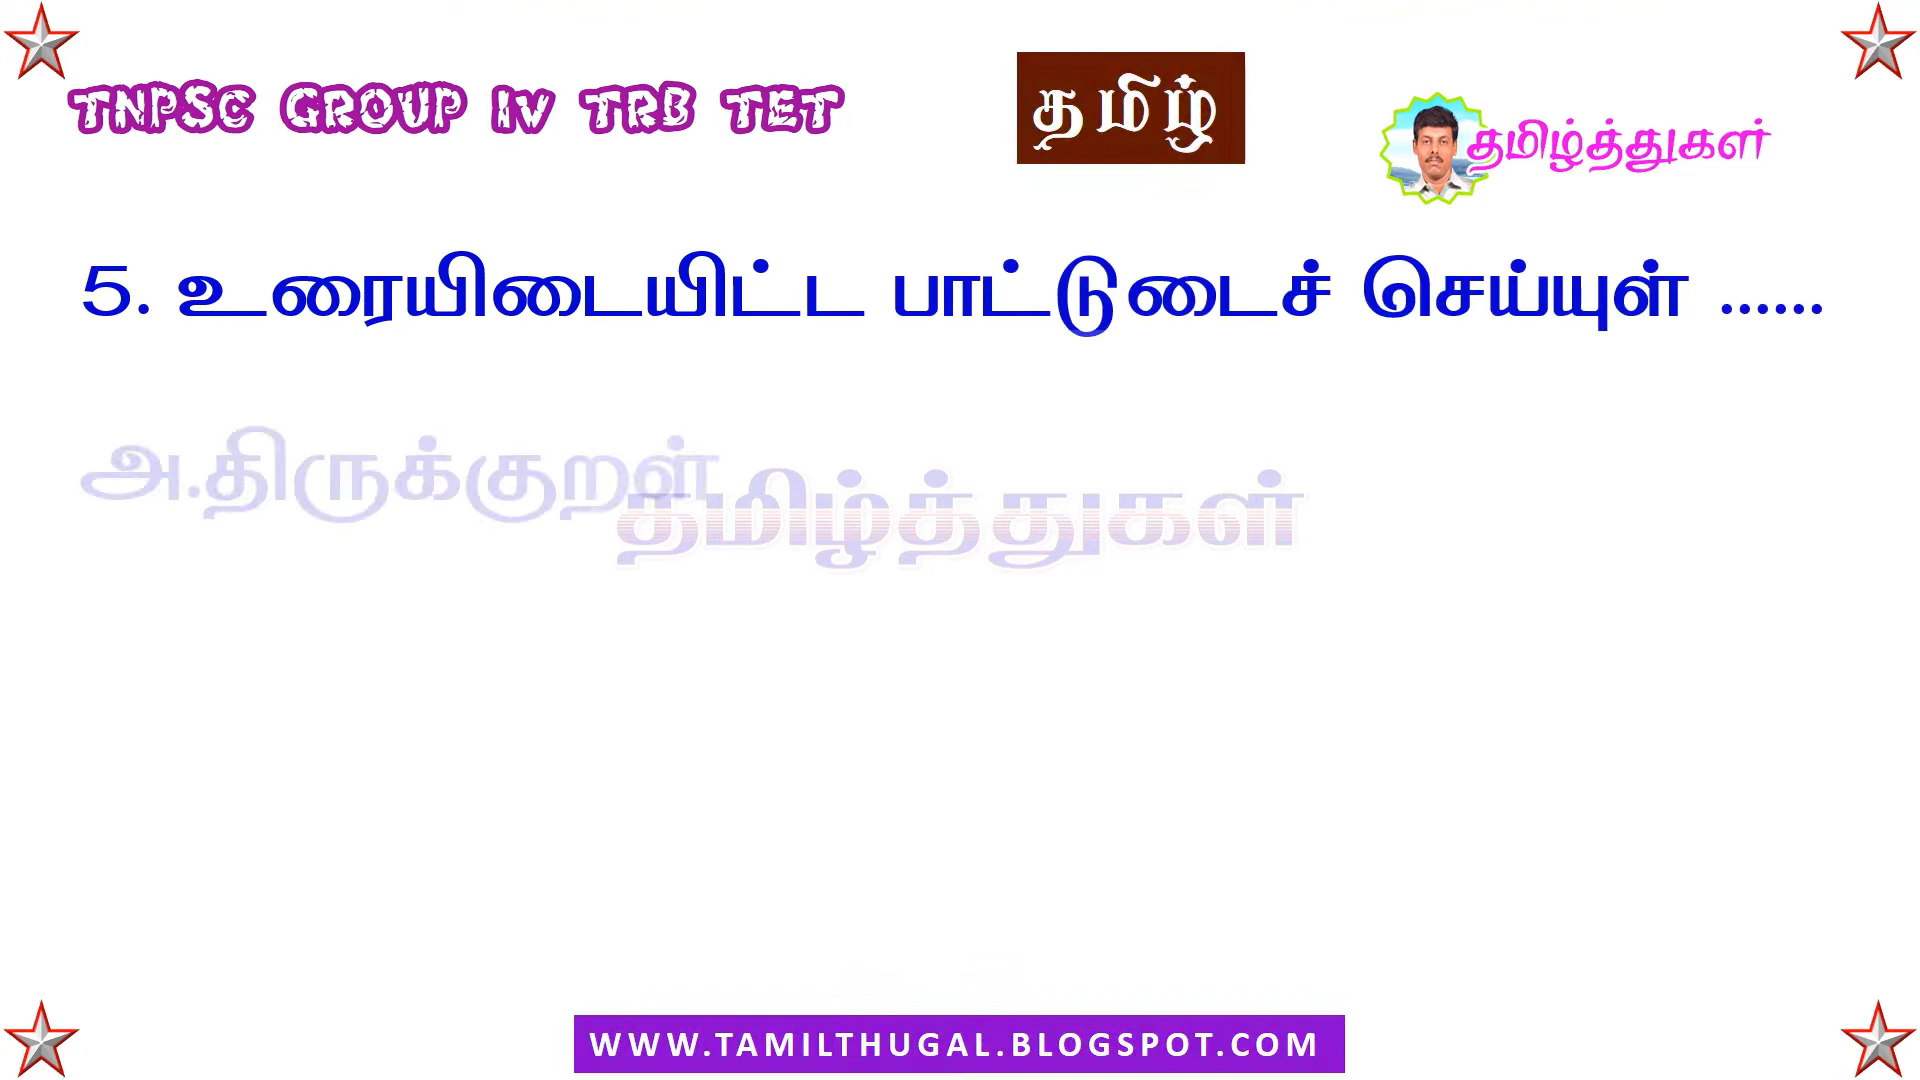 TNPSC GROUP IV TRB TET
தமிழ்
தமிழ்த்துகள்
5. உரையிடையிட்ட பாட்டுடைச் செய்யுள் ......
அ.திருக்குறள்
தமிழ்த்துகள்
WWW.TAMILTHUGAL.BLOGSPOT.COM